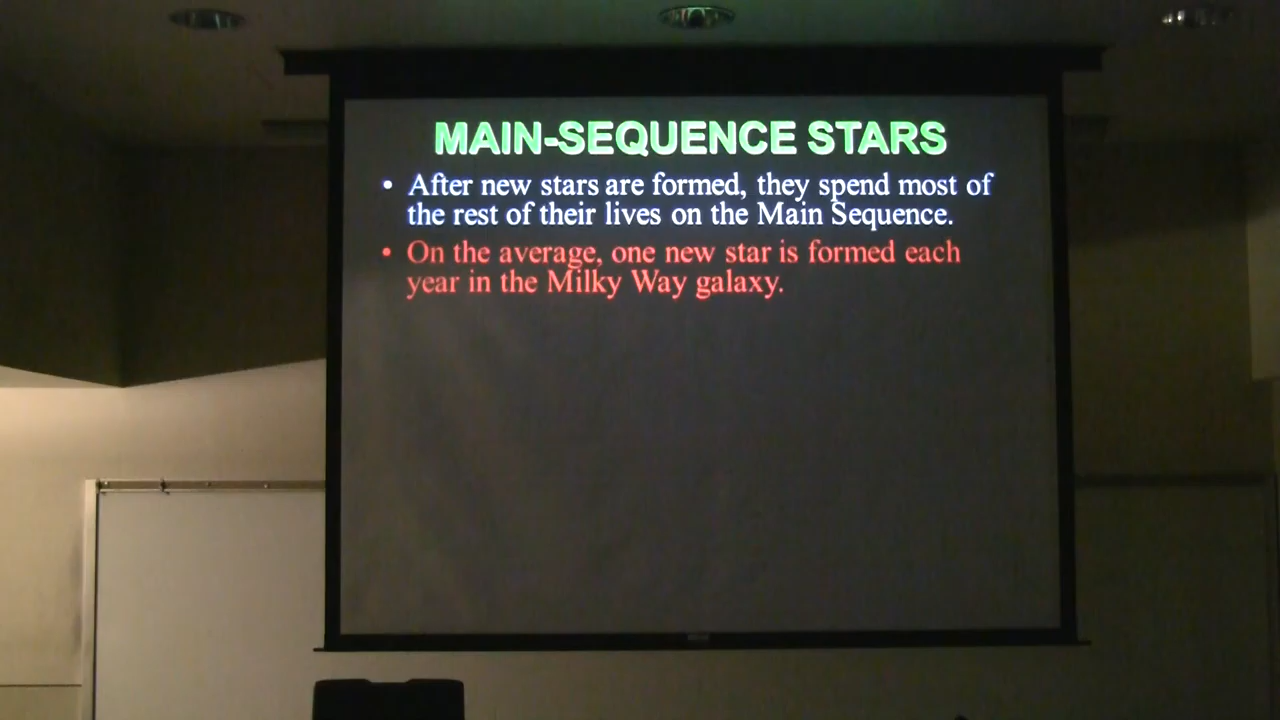 MAIN-SEQUENCE STARS
• After new stars are formed, they spend most of
the rest of their lives on the Main Sequence.
• On the average, one new star is formed each
year in the Milky Way galaxy.